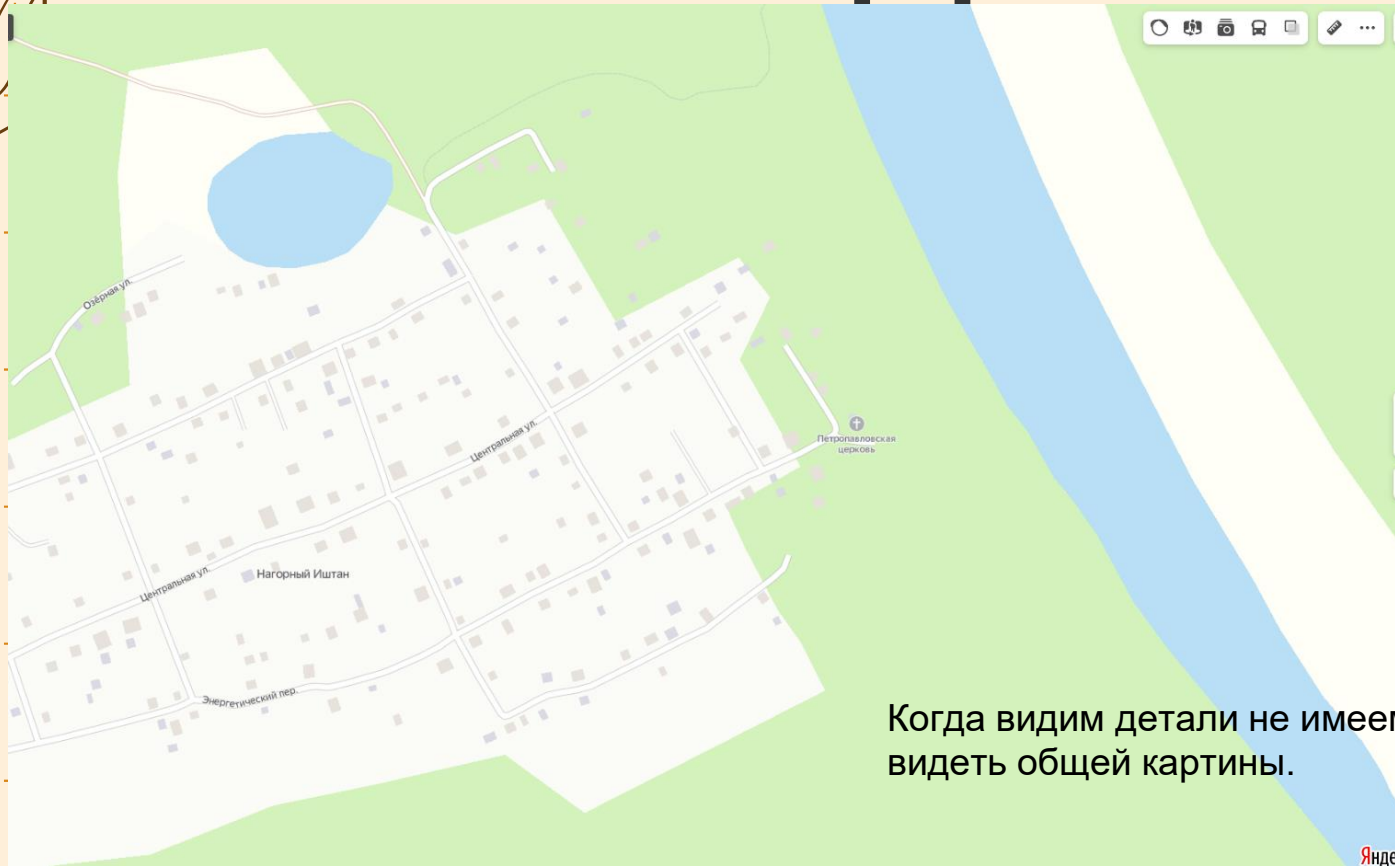 Озёрная ул.
Центральная ул.
Петропавловская
церковь
Нагорный Иштан
Центральная ул.
Энергетический пер.
Когда видим детали не имеем
видеть общей картины.
Янде